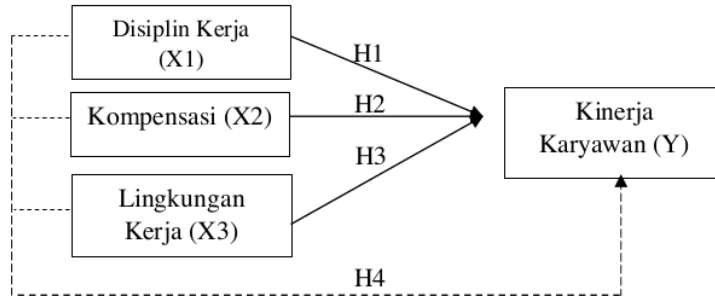 Disiplin Kerja
(X1)
H1
Kompensasi (X2)
H2
Kinerja
Karyawan (Y)
H3
Lingkungan
Kerja (X3)
H4